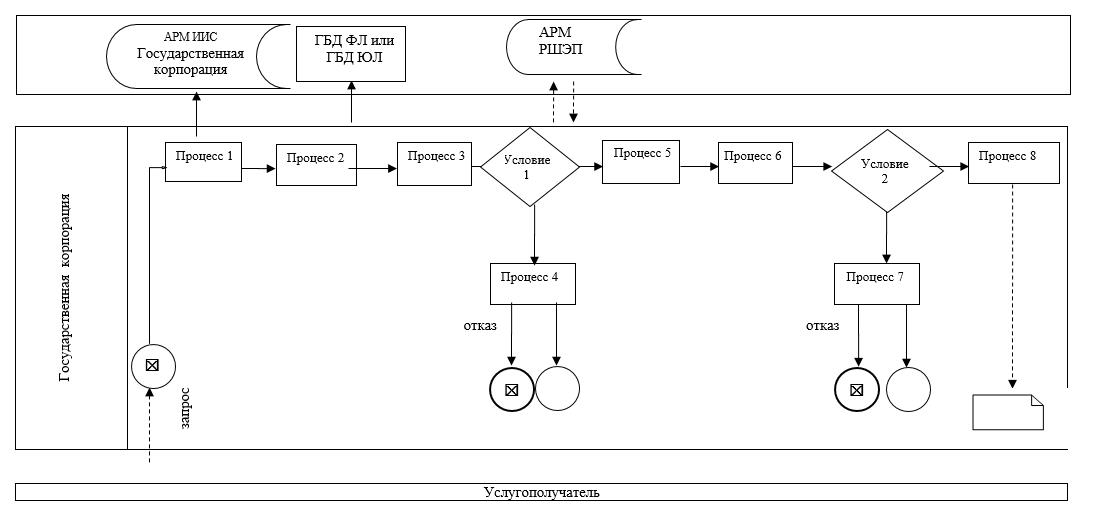 АРМ ИИС
Государственная
корпорация
ГБД ФЛ или
ГБД ЮЛ
АРМ
РШЭП
Государственная корпорация
Процесс 1
Процесс 2
Процесс 3
Условие
1
Процесс 5
Процесс 6
Условие
2
Процесс 8
Процесс 4
Процесс 7
отказ
отказ
запрос
Услугополучатель